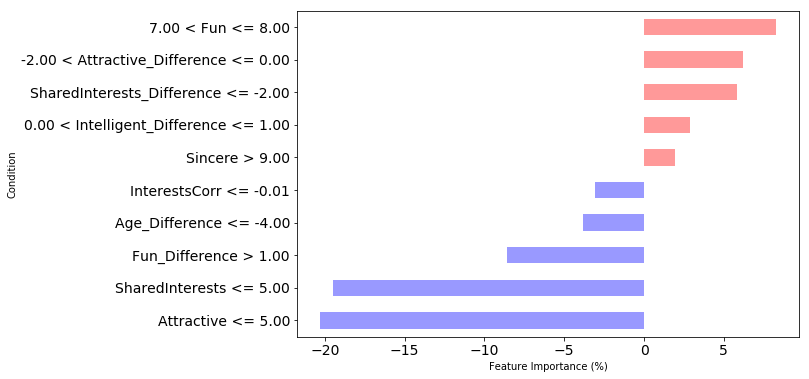 Condition
7.00 < Fun <= 8.00
-2.00 < Attractive_Difference <= 0.00
SharedInterests_Difference <= -2.00
0.00 < Intelligent_Difference <= 1.00
Sincere > 9.00
InterestsCorr <= -0.01
Age_Difference <= -4.00
Fun_Difference > 1.00
SharedInterests <= 5.00
Attractive <= 5.00
−20 −15 −10 −5 0 5
Feature Importance (%)